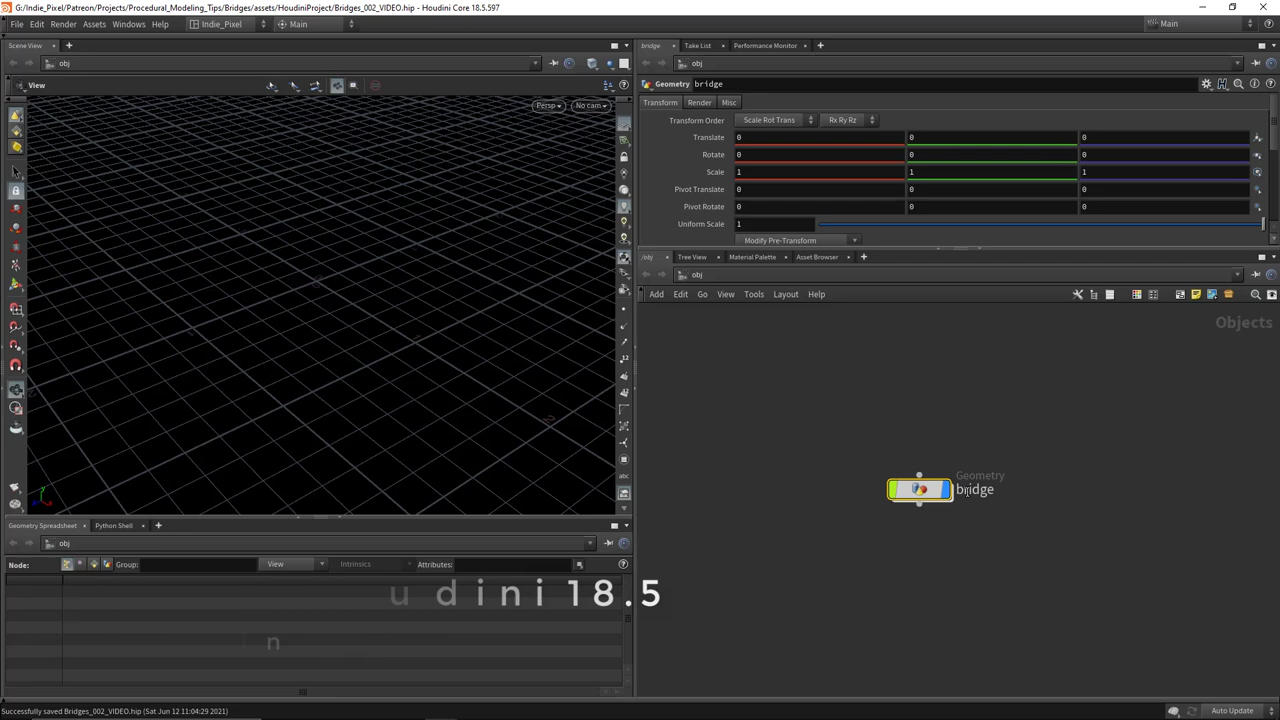 G:/Indie_Pixel/Patreon/Projects/Procedural_Modeling_Tips/Bridges/assets/HoudiniProject/Bridges_002_VIDEO.hip - Houdini Core 18.5.597
File Edit Render Assets Windows Help Indie_Pixel Main Main
Scene View
obj
View
Persp No cam
abc
Geometry Spreadsheet Python Shell
obj
Node: Group: View Intrinsics Attributes:
bridge Take List Performance Monitor
obj
Geometry bridge
Transform Render Misc
Transform Order Scale Rot Trans Rx Ry Rz
Translate 0 0 0
Rotate 0 0 0
Scale 1 1 1
Pivot Translate 0 0 0
Pivot Rotate 0 0 0
Uniform Scale 1
Modify Pre-Transform
/obj Tree View Material Palette Asset Browser
obj
Add Edit Go View Tools Layout Help
Objects
Geometry
bridge
u d i n i 1 8 . 5
n
Successfully saved Bridges_002_VIDEO.hip (Sat Jun 12 11:04:29 2021)
Auto Update